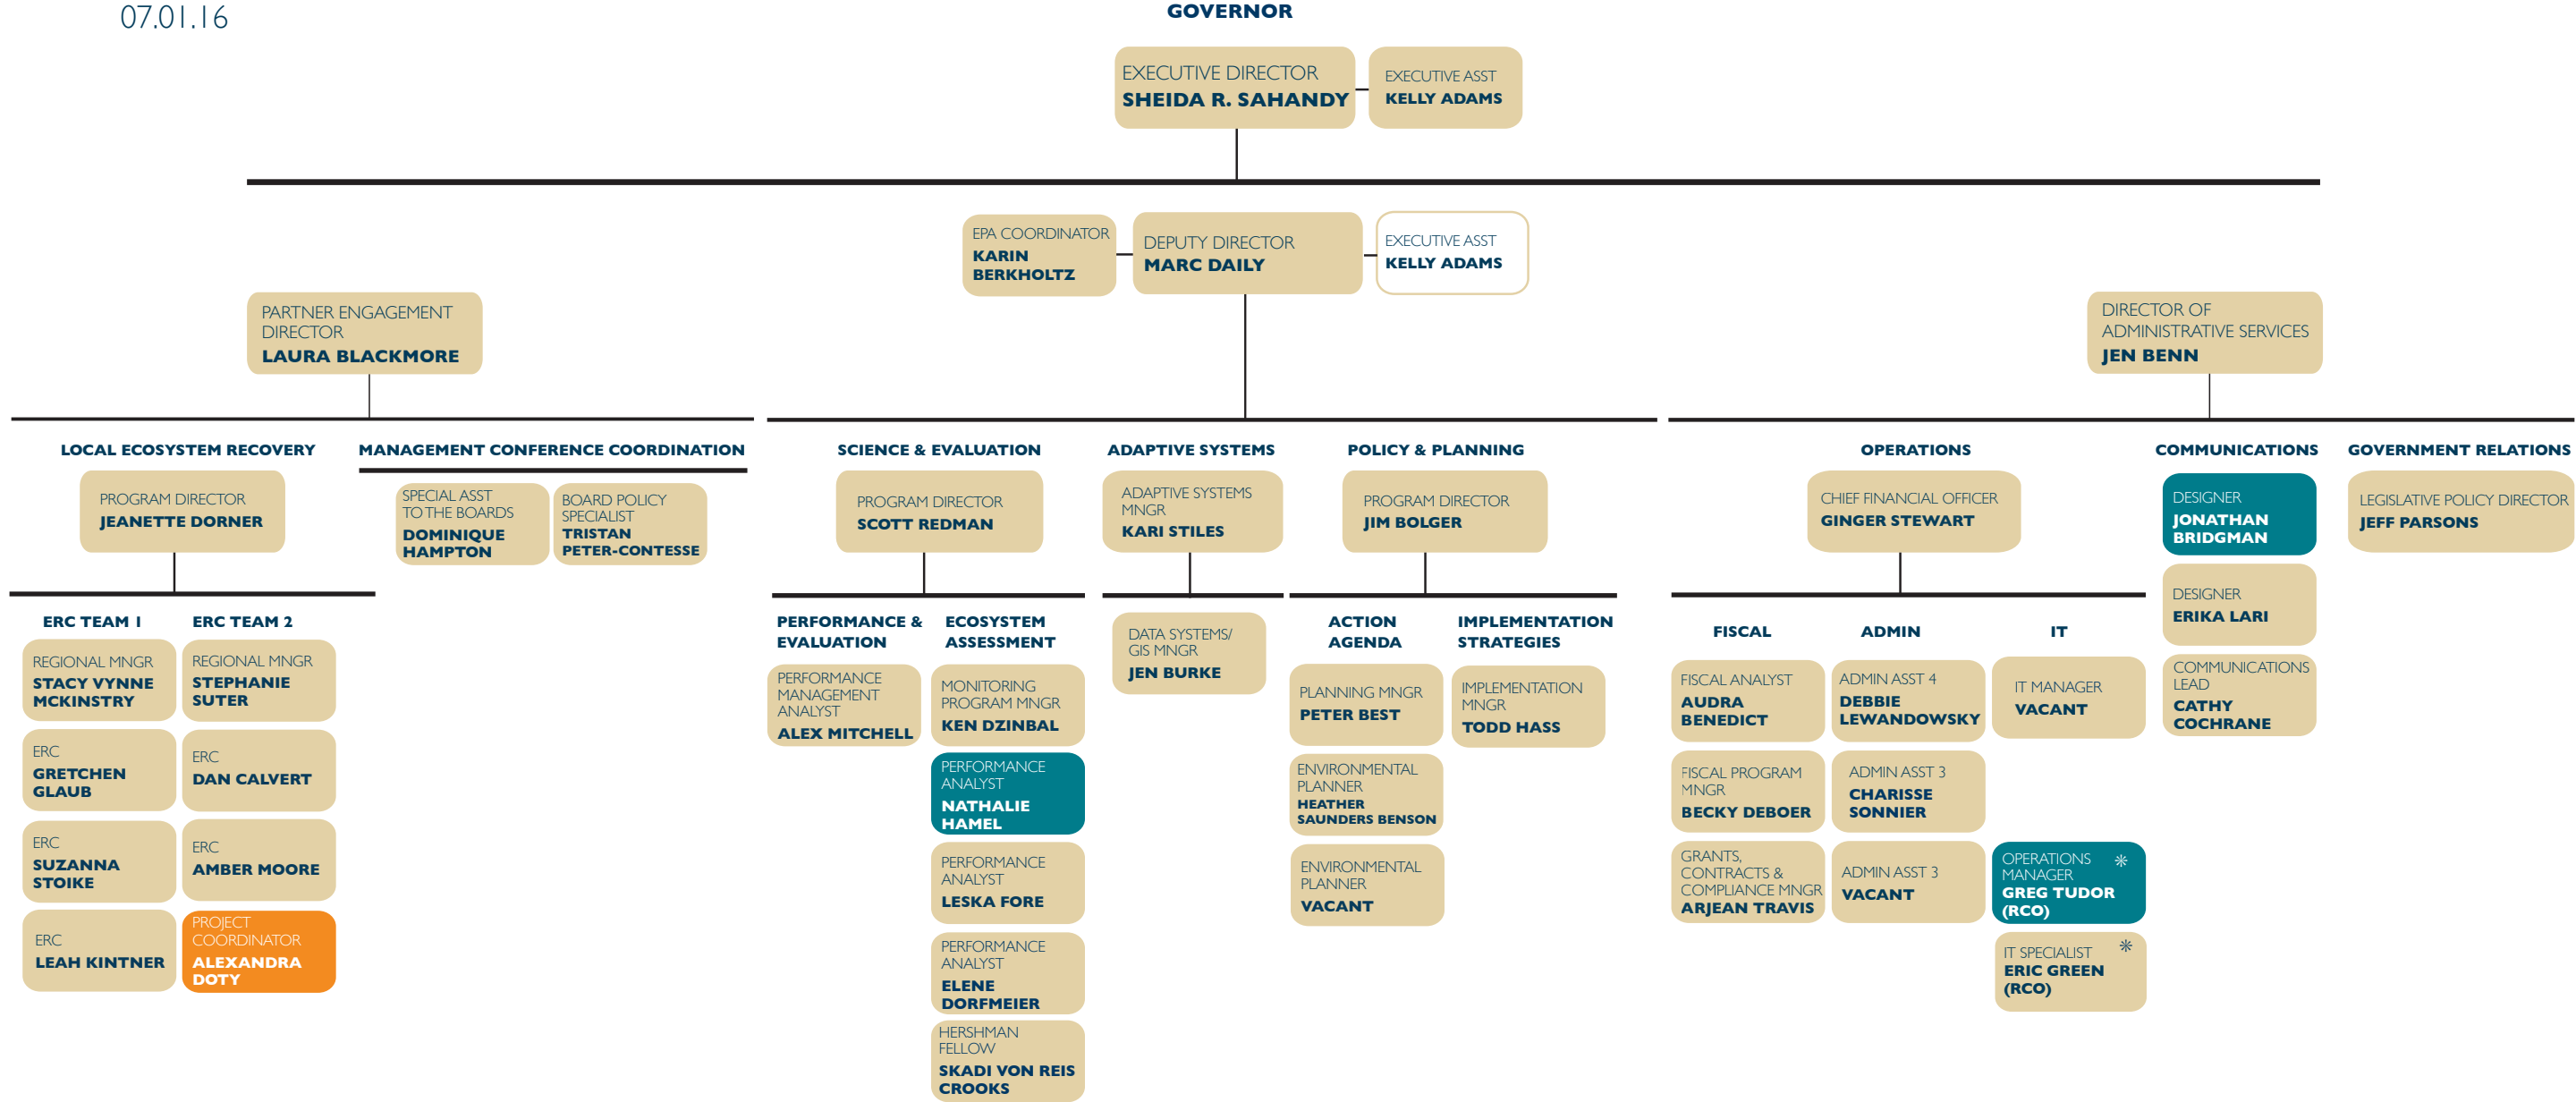 07.01.16
GOVERNOR
EXECUTIVE DIRECTOR
SHEIDA R. SAHANDY
EXECUTIVE ASST
KELLY ADAMS
EPA COORDINATOR
KARIN
BERKHOLTZ
DEPUTY DIRECTOR
MARC DAILY
EXECUTIVE ASST
KELLY ADAMS
PARTNER ENGAGEMENT
DIRECTOR
LAURA BLACKMORE
DIRECTOR OF
ADMINISTRATIVE SERVICES
JEN BENN
LOCAL ECOSYSTEM RECOVERY
PROGRAM DIRECTOR
JEANETTE DORNER
MANAGEMENT CONFERENCE COORDINATION
SPECIAL ASST
TO THE BOARDS
DOMINIQUE
HAMPTON
BOARD POLICY
SPECIALIST
TRISTAN
PETER-CONTESSE
SCIENCE & EVALUATION
PROGRAM DIRECTOR
SCOTT REDMAN
ADAPTIVE SYSTEMS
ADAPTIVE SYSTEMS
MNGR
KARI STILES
POLICY & PLANNING
PROGRAM DIRECTOR
JIM BOLGER
OPERATIONS
CHIEF FINANCIAL OFFICER
GINGER STEWART
COMMUNICATIONS
DESIGNER
JONATHAN
BRIDGMAN
DESIGNER
ERIKA LARI
COMMUNICATIONS
LEAD
CATHY
COCHRANE
GOVERNMENT RELATIONS
LEGISLATIVE POLICY DIRECTOR
JEFF PARSONS
ERC TEAM 1
REGIONAL MNGR
STACY VYNNE
MCKINSTRY
ERC
GRETCHEN
GLAUB
ERC
SUZANNA
STOIKE
ERC
LEAH KINTNER
ERC TEAM 2
REGIONAL MNGR
STEPHANIE
SUTER
ERC
DAN CALVERT
ERC
AMBER MOORE
PROJECT
COORDINATOR
ALEXANDRA
DOTY
PERFORMANCE &
EVALUATION
PERFORMANCE
MANAGEMENT
ANALYST
ALEX MITCHELL
ECOSYSTEM
ASSESSMENT
MONITORING
PROGRAM MNGR
KEN DZINBAL
PERFORMANCE
ANALYST
NATHALIE
HAMEL
PERFORMANCE
ANALYST
LESKA FORE
PERFORMANCE
ANALYST
ELENE
DORFMEIER
HERSHMAN
FELLOW
SKADI VON REIS
CROOKS
DATA SYSTEMS/
GIS MNGR
JEN BURKE
ACTION
AGENDA
PLANNING MNGR
PETER BEST
ENVIRONMENTAL
PLANNER
HEATHER
SAUNDERS BENSON
ENVIRONMENTAL
PLANNER
VACANT
IMPLEMENTATION
STRATEGIES
IMPLEMENTATION
MNGR
TODD HASS
FISCAL
FISCAL ANALYST
AUDRA
BENEDICT
FISCAL PROGRAM
MNGR
BECKY DEBOER
GRANTS,
CONTRACTS &
COMPLIANCE MNGR
ARJEAN TRAVIS
ADMIN
ADMIN ASST 4
DEBBIE
LEWANDOWSKY
ADMIN ASST 3
CHARISSE
SONNIER
ADMIN ASST 3
VACANT
IT
IT MANAGER
VACANT
OPERATIONS *
MANAGER
GREG TUDOR
(RCO)
IT SPECIALIST *
ERIC GREEN
(RCO)